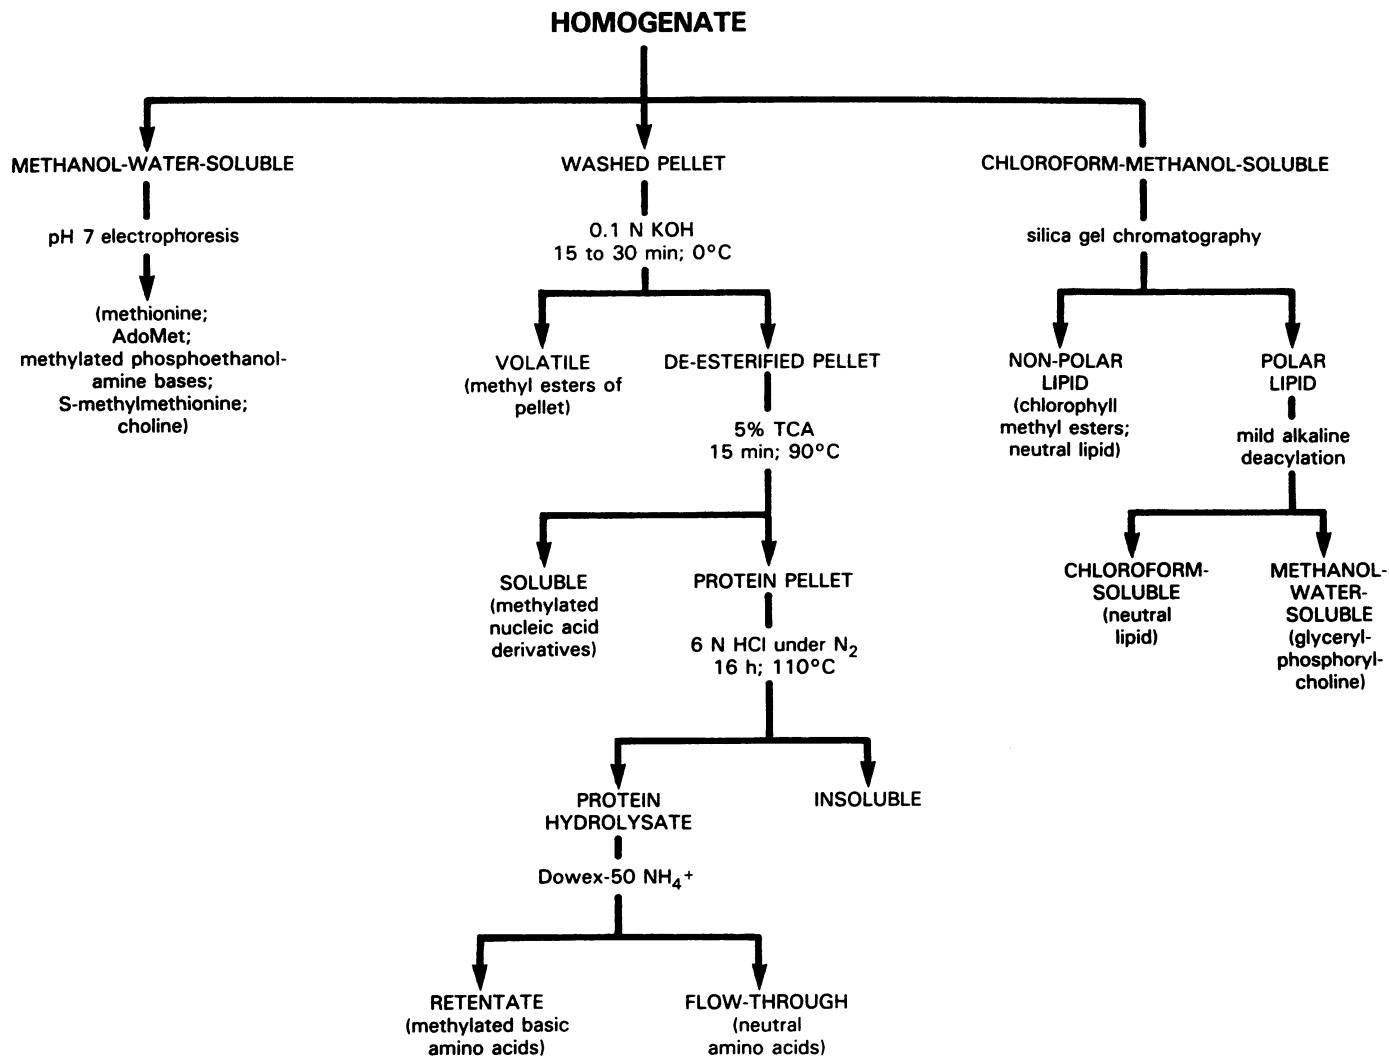 HOMOGENATE
METHANOL-WATER-SOLUBLE
pH 7 electrophoresis
(methionine;
AdoMet;
methylated phosphoethanol-
amine bases;
S-methylmethionine;
choline)
WASHED PELLET
0.1 N KOH
15 to 30 min; 0°C
VOLATILE
(methyl esters of
pellet)
DE-ESTERIFIED PELLET
5% TCA
15 min; 90°C
SOLUBLE
(methylated
nucleic acid
derivatives)
PROTEIN PELLET
6 N HCl under N2
16 h; 110°C
PROTEIN
HYDROLYSATE
INSOLUBLE
Dowex-50 NH4+
RETENTATE
(methylated basic
amino acids)
FLOW-THROUGH
(neutral
amino acids)
CHLOROFORM-METHANOL-SOLUBLE
silica gel chromatography
NON-POLAR
LIPID
(chlorophyll
methyl esters;
neutral lipid)
POLAR
LIPID
mild alkaline
deacylation
CHLOROFORM-
SOLUBLE
(neutral
lipid)
METHANOL-
WATER-
SOLUBLE
(glyceryl-
phosphoryl-
choline)